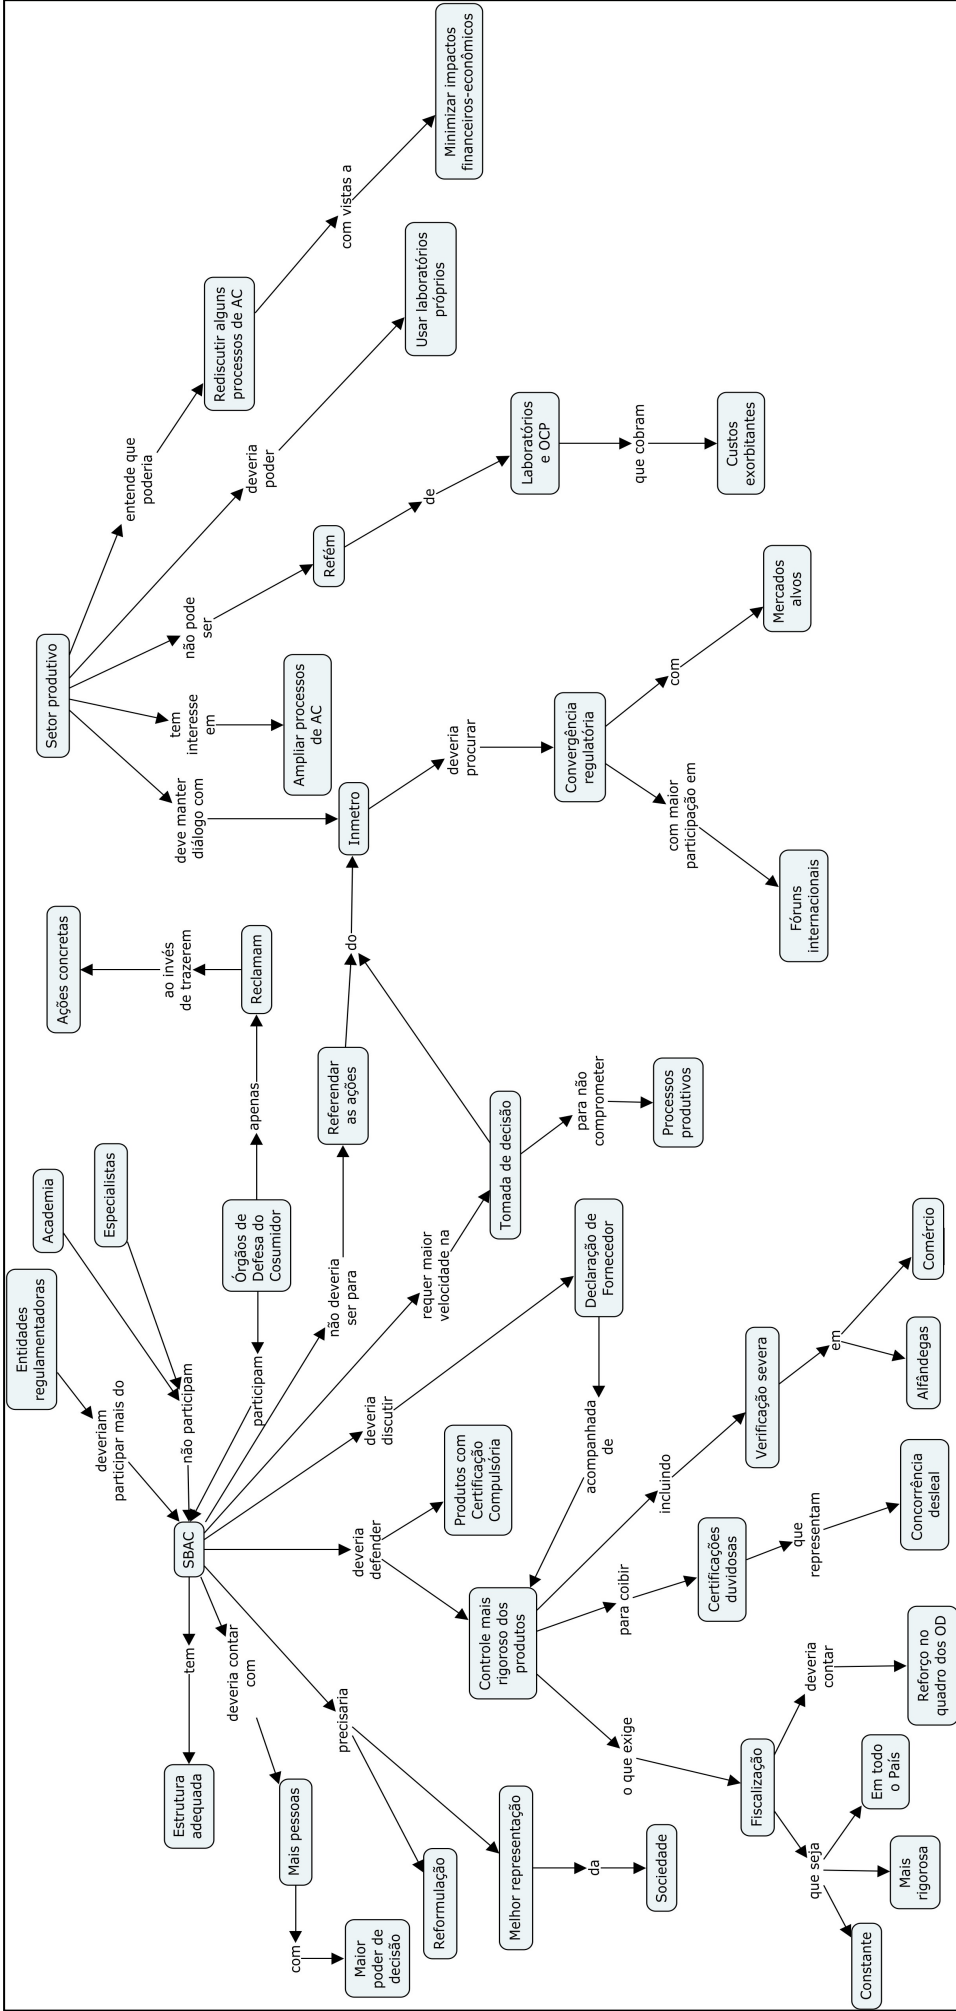 Entidades
regulamentadoras
Academia
Especialistas
Ações concretas
Setor produtivo
deveriam
participar mais do
não participam
ao invés
de trazerem
deve manter
diálogo com
tem
interesse
em
não pode
ser
deveria
poder
entende que
poderia
Estrutura
adequada
tem
SBAC
participam
Órgãos de
Defesa do
Cosumidor
apenas
Reclamam
Rediscutir alguns
processos de AC
com vistas a
Minimizar impactos
financeiros-econômicos
deveria contar
com
Mais pessoas
com
Maior
poder de
decisão
precisaria
Reformulação
Melhor representação
da
Sociedade
deveria
defender
Produtos com
Certificação
Compulsória
deveria
discutir
requer maior
velocidade na
não deveria
ser para
Referendar
as ações
do
Inmetro
Ampliar processos
de AC
Refém
de
Laboratórios
e OCP
que cobram
Custos
exorbitantes
Usar laboratórios
próprios
deveria
procurar
Convergência
regulatória
com maior
participação em
Fóruns
internacionais
com
Mercados
alvos
Tomada de decisão
para não
comprometer
Processos
produtivos
Declaração de
Fornecedor
acompanhada
de
Controle mais
rigoroso dos
produtos
o que exige
Fiscalização
que seja
Constante
Mais
rigorosa
Em todo
o País
deveria
contar
Reforço no
quadro dos OD
para coibir
Certificações
duvidosas
que
representam
Concorrência
desleal
incluindo
Verificação severa
em
Alfândegas
Comércio